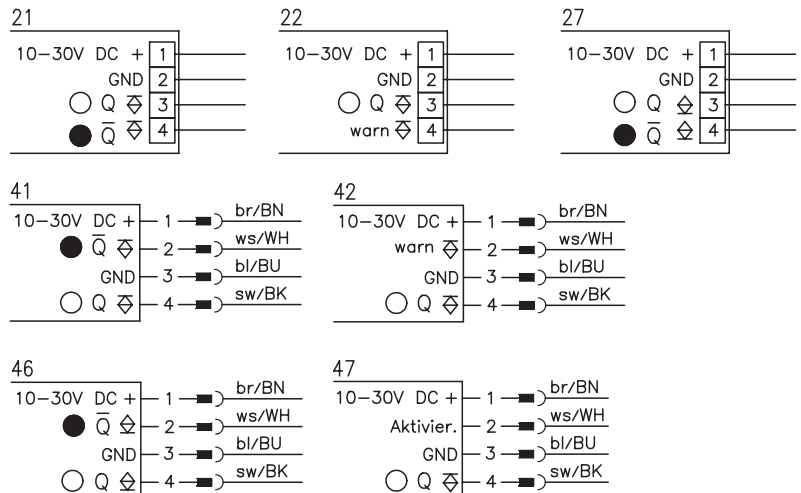 21
10-30V DC + 1
GND 2
Q 3
Q̅ 4
22
10-30V DC + 1
GND 2
Q 3
warn 4
27
10-30V DC + 1
GND 2
Q 3
Q̅ 4
41
10-30V DC + 1 br/BN
Q̅ 2 ws/WH
GND 3 bl/BU
Q 4 sw/BK
42
10-30V DC + 1 br/BN
warn 2 ws/WH
GND 3 bl/BU
Q 4 sw/BK
46
10-30V DC + 1 br/BN
Q̅ 2 ws/WH
GND 3 bl/BU
Q 4 sw/BK
47
10-30V DC + 1 br/BN
Aktivier. 2 ws/WH
GND 3 bl/BU
Q 4 sw/BK